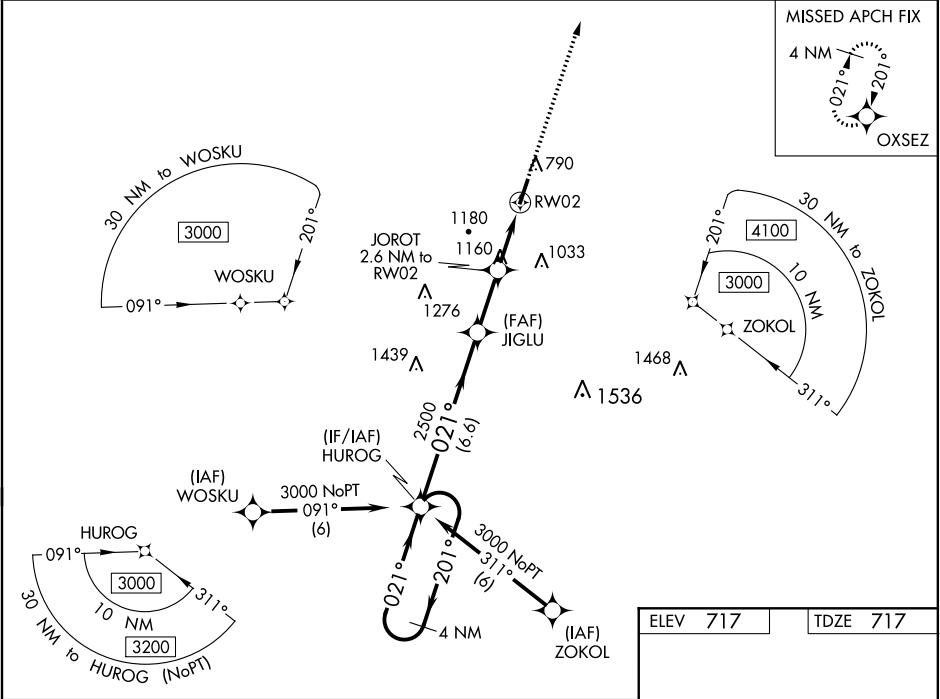 MISSED APCH FIX
4 NM
021°
201°
OXSEZ
30 NM to WOSKU
3000
201°
WOSKU
091°
790
RW02
1180
1160
JOROT
2.6 NM to
RW02
1033
1276
(FAF)
JIGLU
1439
30 NM to ZOKOL
4100
201°
3000
10 NM
ZOKOL
311°
1468
1536
2500
021°
(6.6)
(IF/IAF)
HUROG
(IAF)
WOSKU
3000 NoPT
091°
(6)
3000 NoPT
311°
(6)
021°
201°
4 NM
(IAF)
ZOKOL
HUROG
091°
311°
3000
10 NM
3200
30 NM to HUROG (NoPT)
ELEV 717
TDZE 717